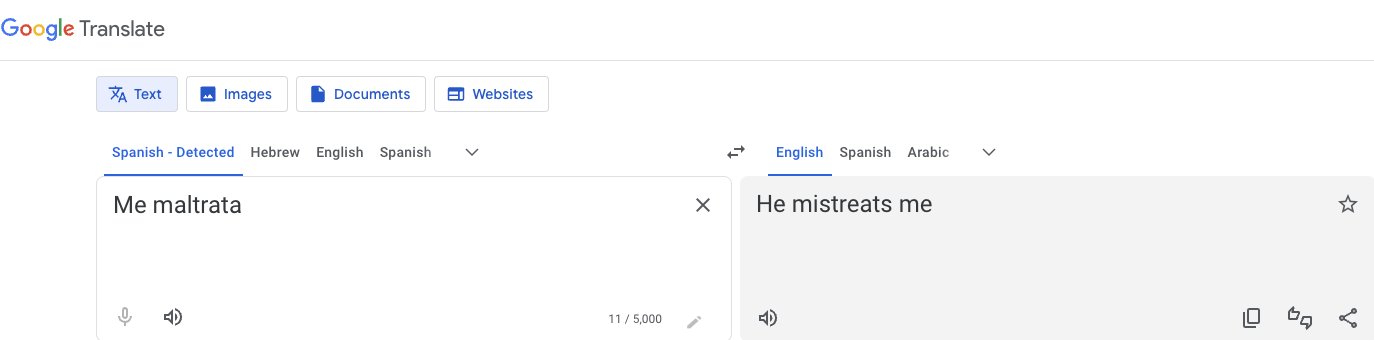 Google Translate
Text Images Documents Websites
Spanish - Detected Hebrew English Spanish English Spanish Arabic
Me maltrata He mistreats me
11 / 5,000